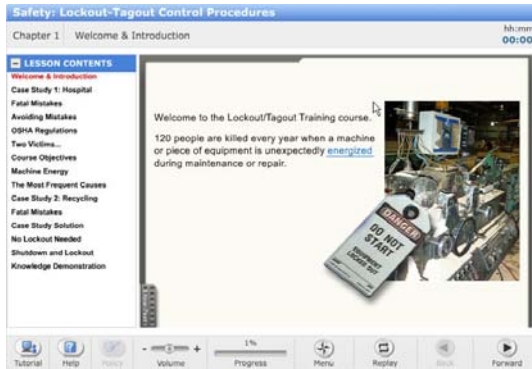 Safety: Lockout-Tagout Control Procedures
Chapter 1 Welcome & Introduction
hh:mm
00:00
LESSON CONTENTS
Welcome & Introduction
Case Study 1: Hospital
Fatal Mistakes
Avoiding Mistakes
OSHA Regulations
Two Victims...
Course Objectives
Machine Energy
The Most Frequent Causes
Case Study 2: Recycling
Fatal Mistakes
Case Study Solution
No Lockout Needed
Shutdown and Lockout
Knowledge Demonstration
Welcome to the Lockout/Tagout Training course.
120 people are killed every year when a machine
or piece of equipment is unexpectedly energized
during maintenance or repair.
DANGER
DO NOT
START
EQUIPMENT
LOCKED OUT
1%
Tutorial
Help
Policy
- +
Volume
Progress
Menu
Replay
Back
Forward